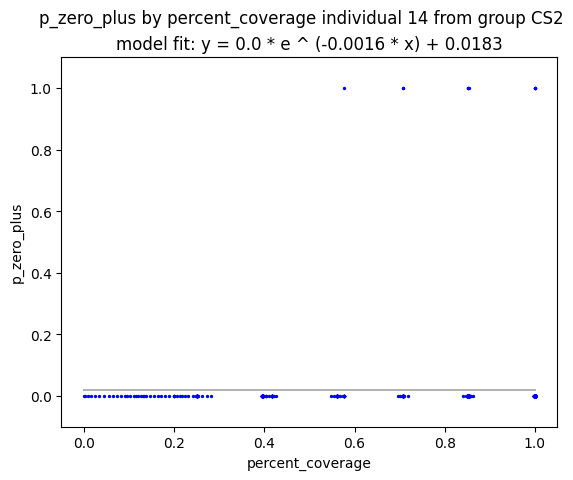 p_zero_plus by percent_coverage individual 14 from group CS2
model fit: y = 0.0 * e ^ (-0.0016 * x) + 0.0183
1.0
0.8
0.6
0.4
0.2
0.0
p_zero_plus
0.0 0.2 0.4 0.6 0.8 1.0
percent_coverage